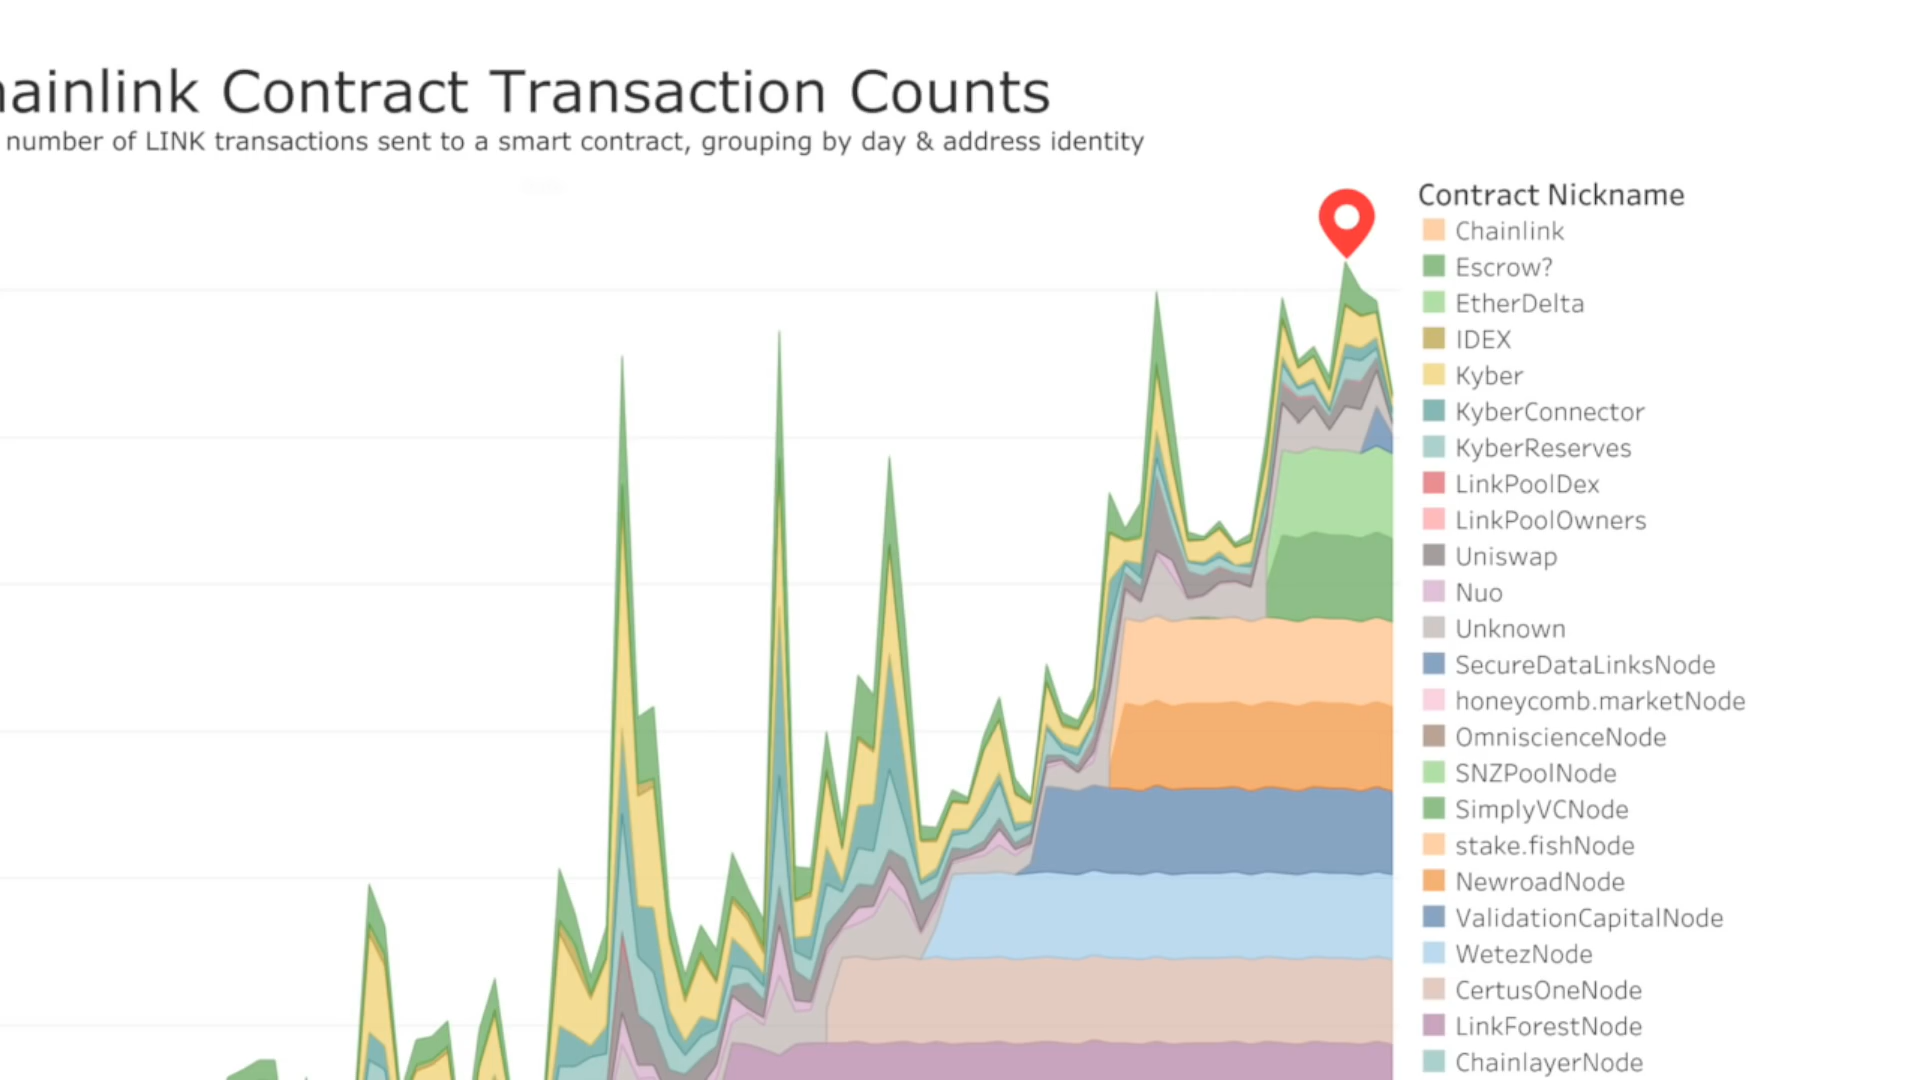 hainlink Contract Transaction Counts
number of LINK transactions sent to a smart contract, grouping by day & address identity
Contract Nickname
Chainlink
Escrow?
EtherDelta
IDEX
Kyber
KyberConnector
KyberReserves
LinkPoolDex
LinkPoolOwners
Uniswap
Nuo
Unknown
SecureDataLinksNode
honeycomb.marketNode
OmniscienceNode
SNZPoolNode
SimplyVCNode
stake.fishNode
NewroadNode
ValidationCapitalNode
WetezNode
CertusOneNode
LinkForestNode
ChainlayerNode